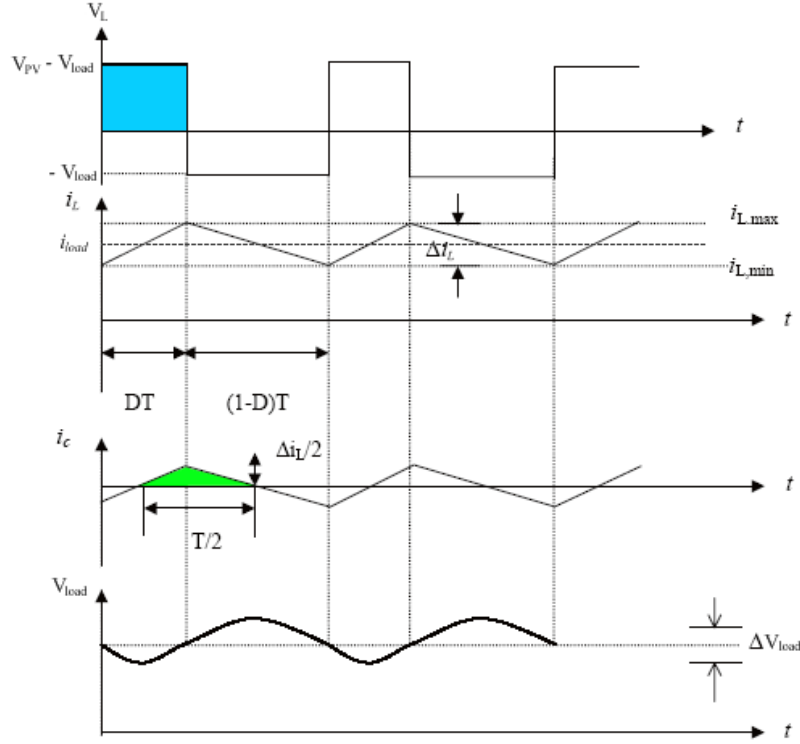 V_L
V_PV - V_load
t
- V_load
i_L
i_L.max
i_load
Δi_L
i_L,min
t
DT
(1-D)T
i_c
Δi_L/2
t
T/2
V_load
ΔV_load
t